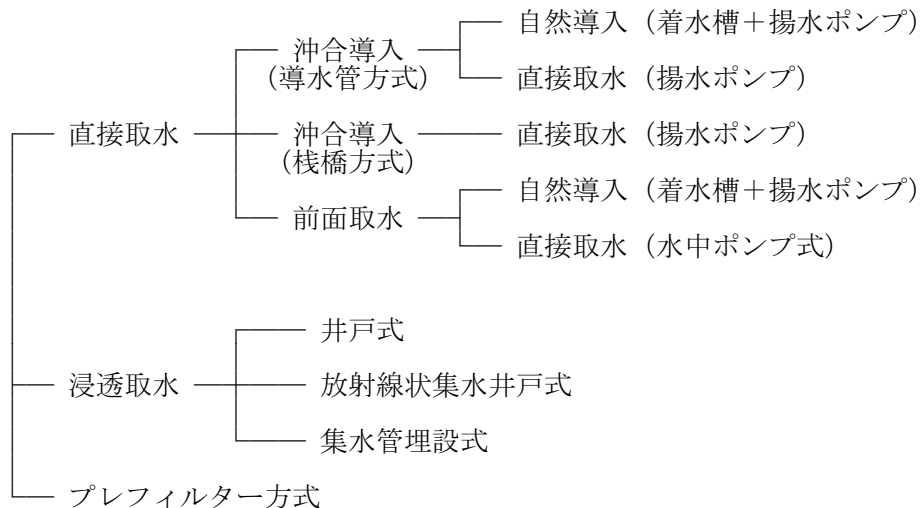 自然導入(着水槽+揚水ポンプ)
沖合導入
(導水管方式)
直接取水(揚水ポンプ)
直接取水
沖合導入
(桟橋方式)
直接取水(揚水ポンプ)
自然導入(着水槽+揚水ポンプ)
前面取水
直接取水(水中ポンプ式)
井戸式
浸透取水
放射線状集水井戸式
集水管埋設式
プレフィルター方式